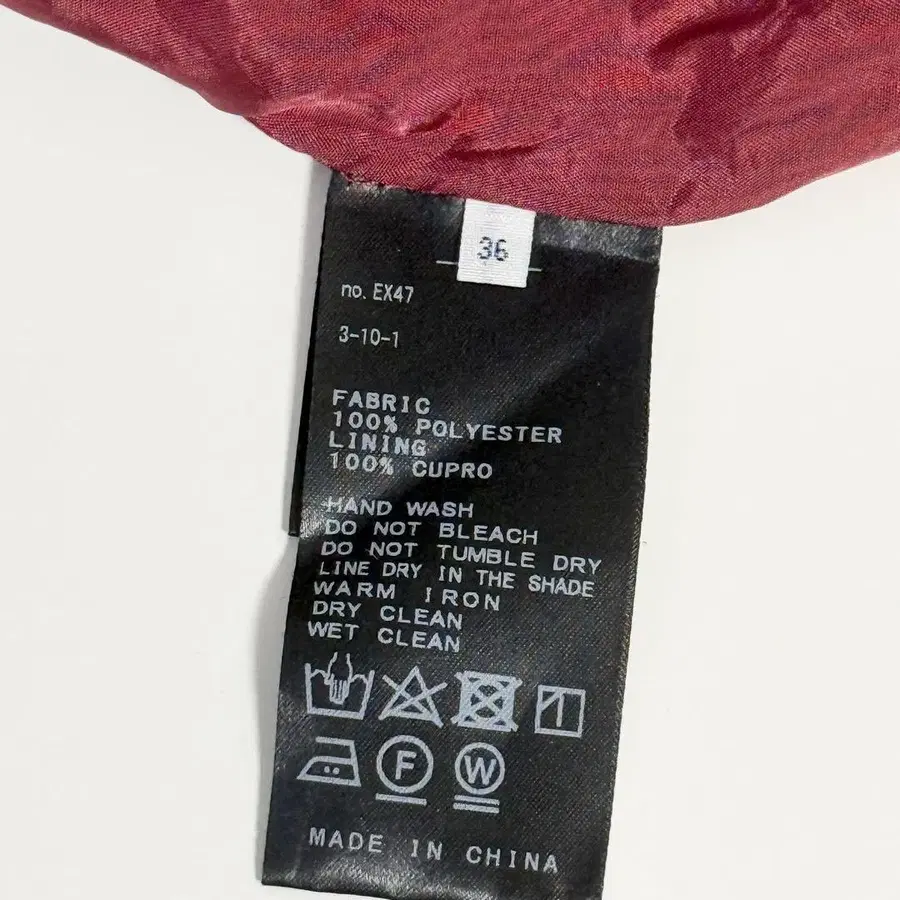 36
no. EX47
3-10-1
FABRIC
100% POLYESTER
LINING
100% CUPRO
HAND WASH
DO NOT BLEACH
DO NOT TUMBLE DRY
LINE DRY IN THE SHADE
WARM IRON
DRY CLEAN
WET CLEAN
F W
MADE IN CHINA